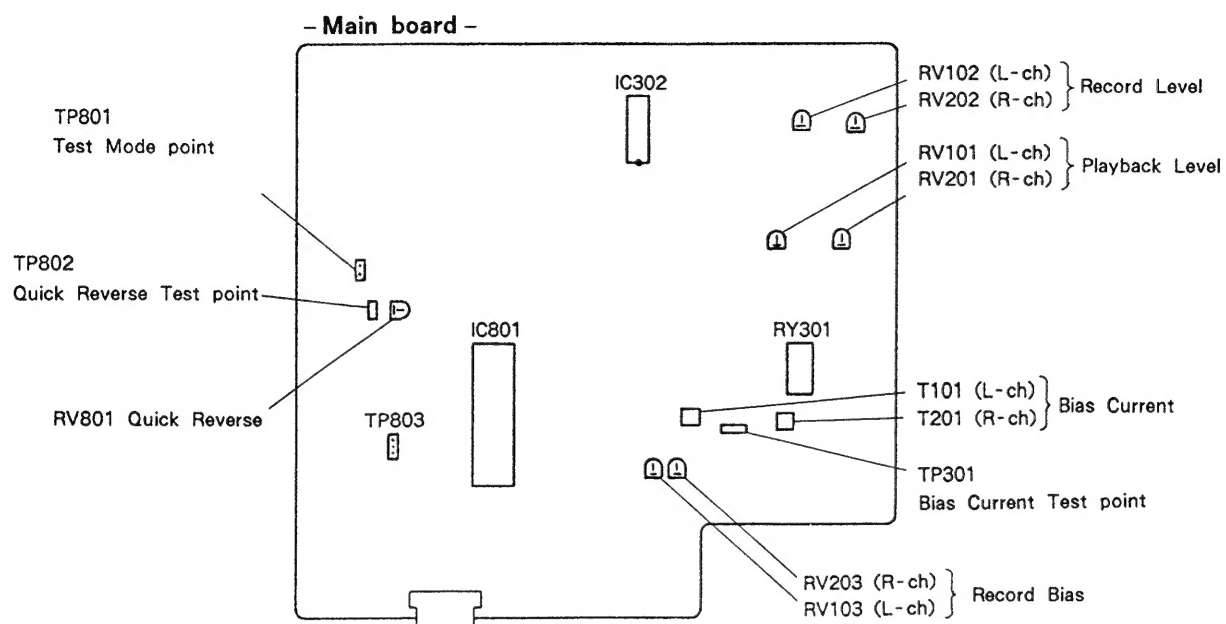 – Main board –
IC302
RV102 (L-ch)
RV202 (R-ch)
Record Level
TP801
Test Mode point
RV101 (L-ch)
RV201 (R-ch)
Playback Level
TP802
Quick Reverse Test point
IC801
RY301
RV801 Quick Reverse
TP803
T101 (L-ch)
T201 (R-ch)
Bias Current
TP301
Bias Current Test point
RV203 (R-ch)
RV103 (L-ch)
Record Bias